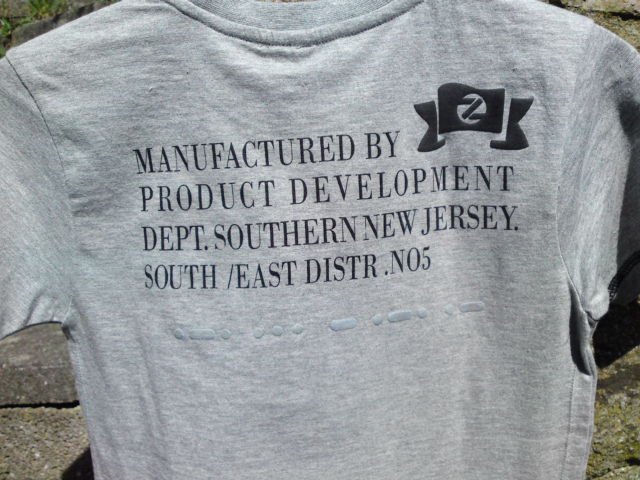 Z
MANUFACTURED BY
PRODUCT DEVELOPMENT
DEPT. SOUTHERN NEW JERSEY.
SOUTH /EAST DISTR .NO5